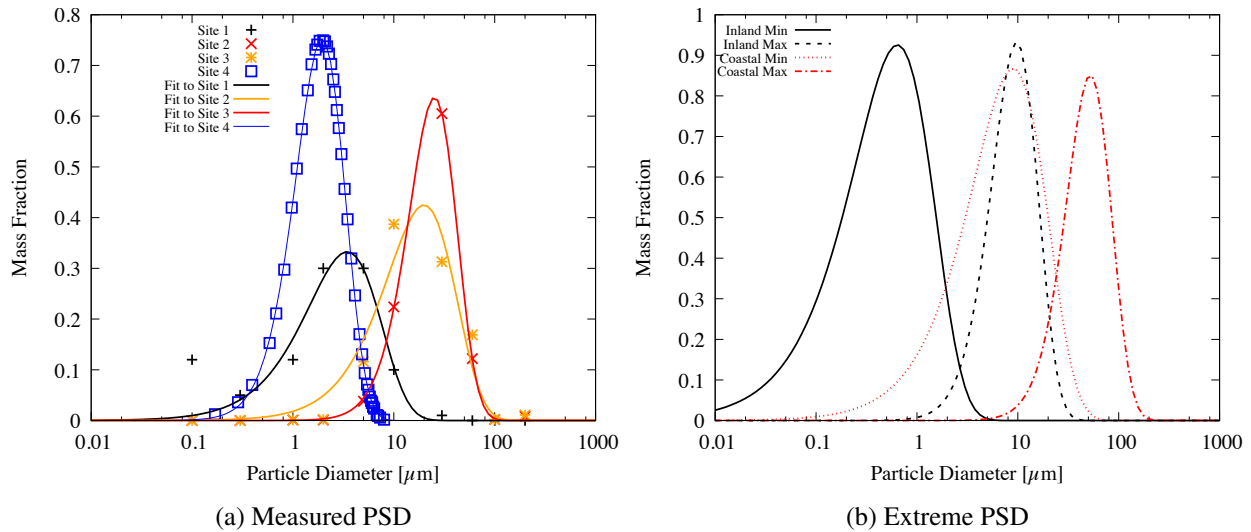 0.8
0.7
0.6
0.5
0.4
0.3
0.2
0.1
0
Mass Fraction
Site 1
Site 2
Site 3
Site 4
Fit to Site 1
Fit to Site 2
Fit to Site 3
Fit to Site 4
0.01 0.1 1 10 100 1000
Particle Diameter [µm]
(a) Measured PSD
1
0.9
0.8
0.7
0.6
0.5
0.4
0.3
0.2
0.1
0
Mass Fraction
Inland Min
Inland Max
Coastal Min
Coastal Max
0.01 0.1 1 10 100 1000
Particle Diameter [µm]
(b) Extreme PSD